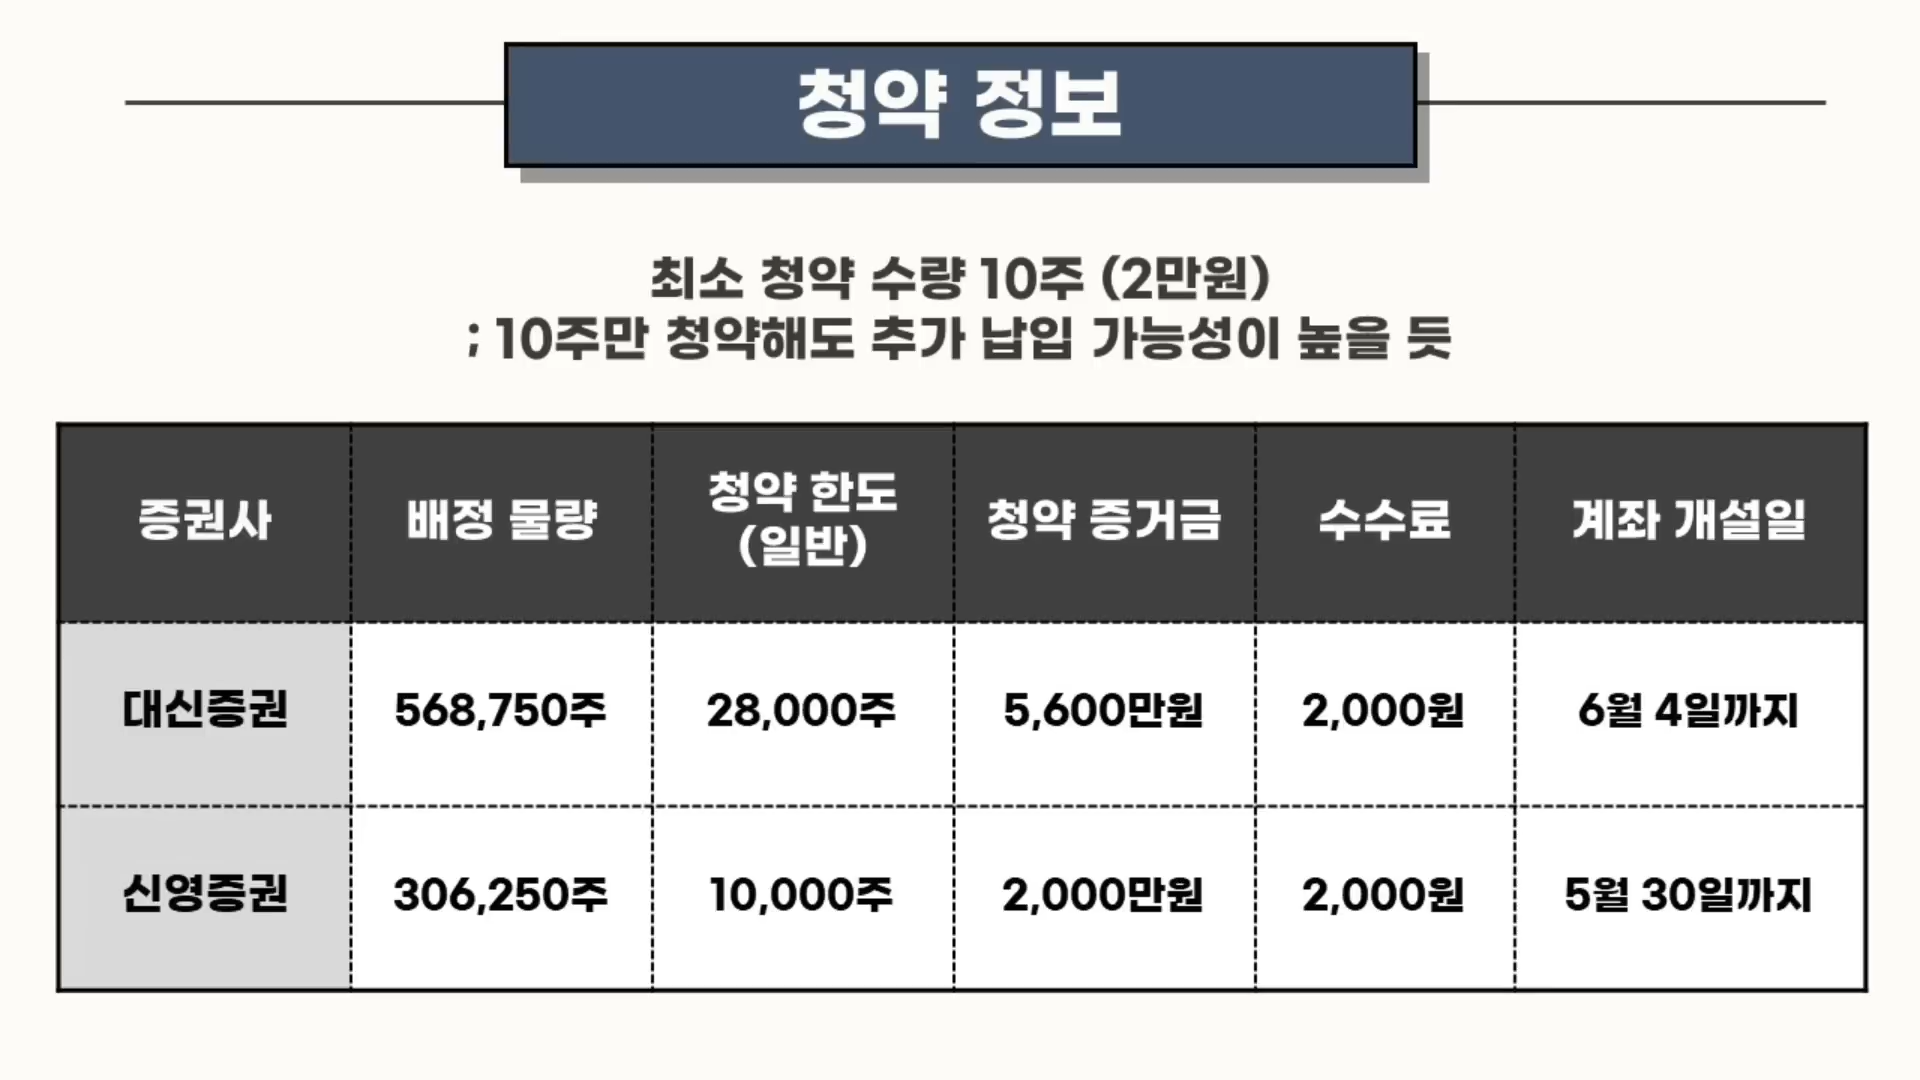 청약 정보
최소 청약 수량 10주 (2만원)
; 10주만 청약해도 추가 납입 가능성이 높을 듯
증권사 배정 물량 청약 한도 (일반) 청약 증거금 수수료 계좌 개설일
대신증권 568,750주 28,000주 5,600만원 2,000원 6월 4일까지
신영증권 306,250주 10,000주 2,000만원 2,000원 5월 30일까지